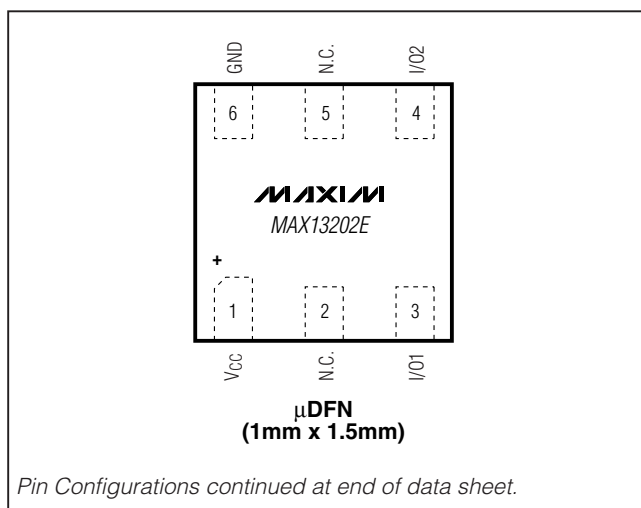 GND N.C. I/O2
6 5 4
MAXIM
MAX13202E
+
1 2 3
VCC N.C. I/O1
μDFN
(1mm x 1.5mm)
Pin Configurations continued at end of data sheet.